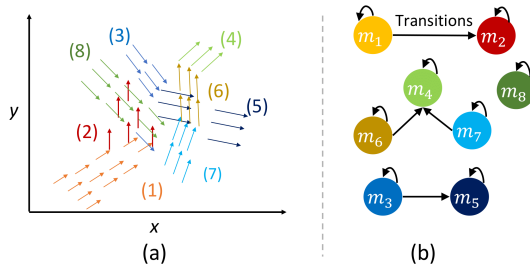 (3)
(4)
(8)
(6)
(5)
(2)
(7)
(1)
y
x
(a)
Transitions
m₁
m₂
m₄
m₈
m₆
m₇
m₃
m₅
(b)